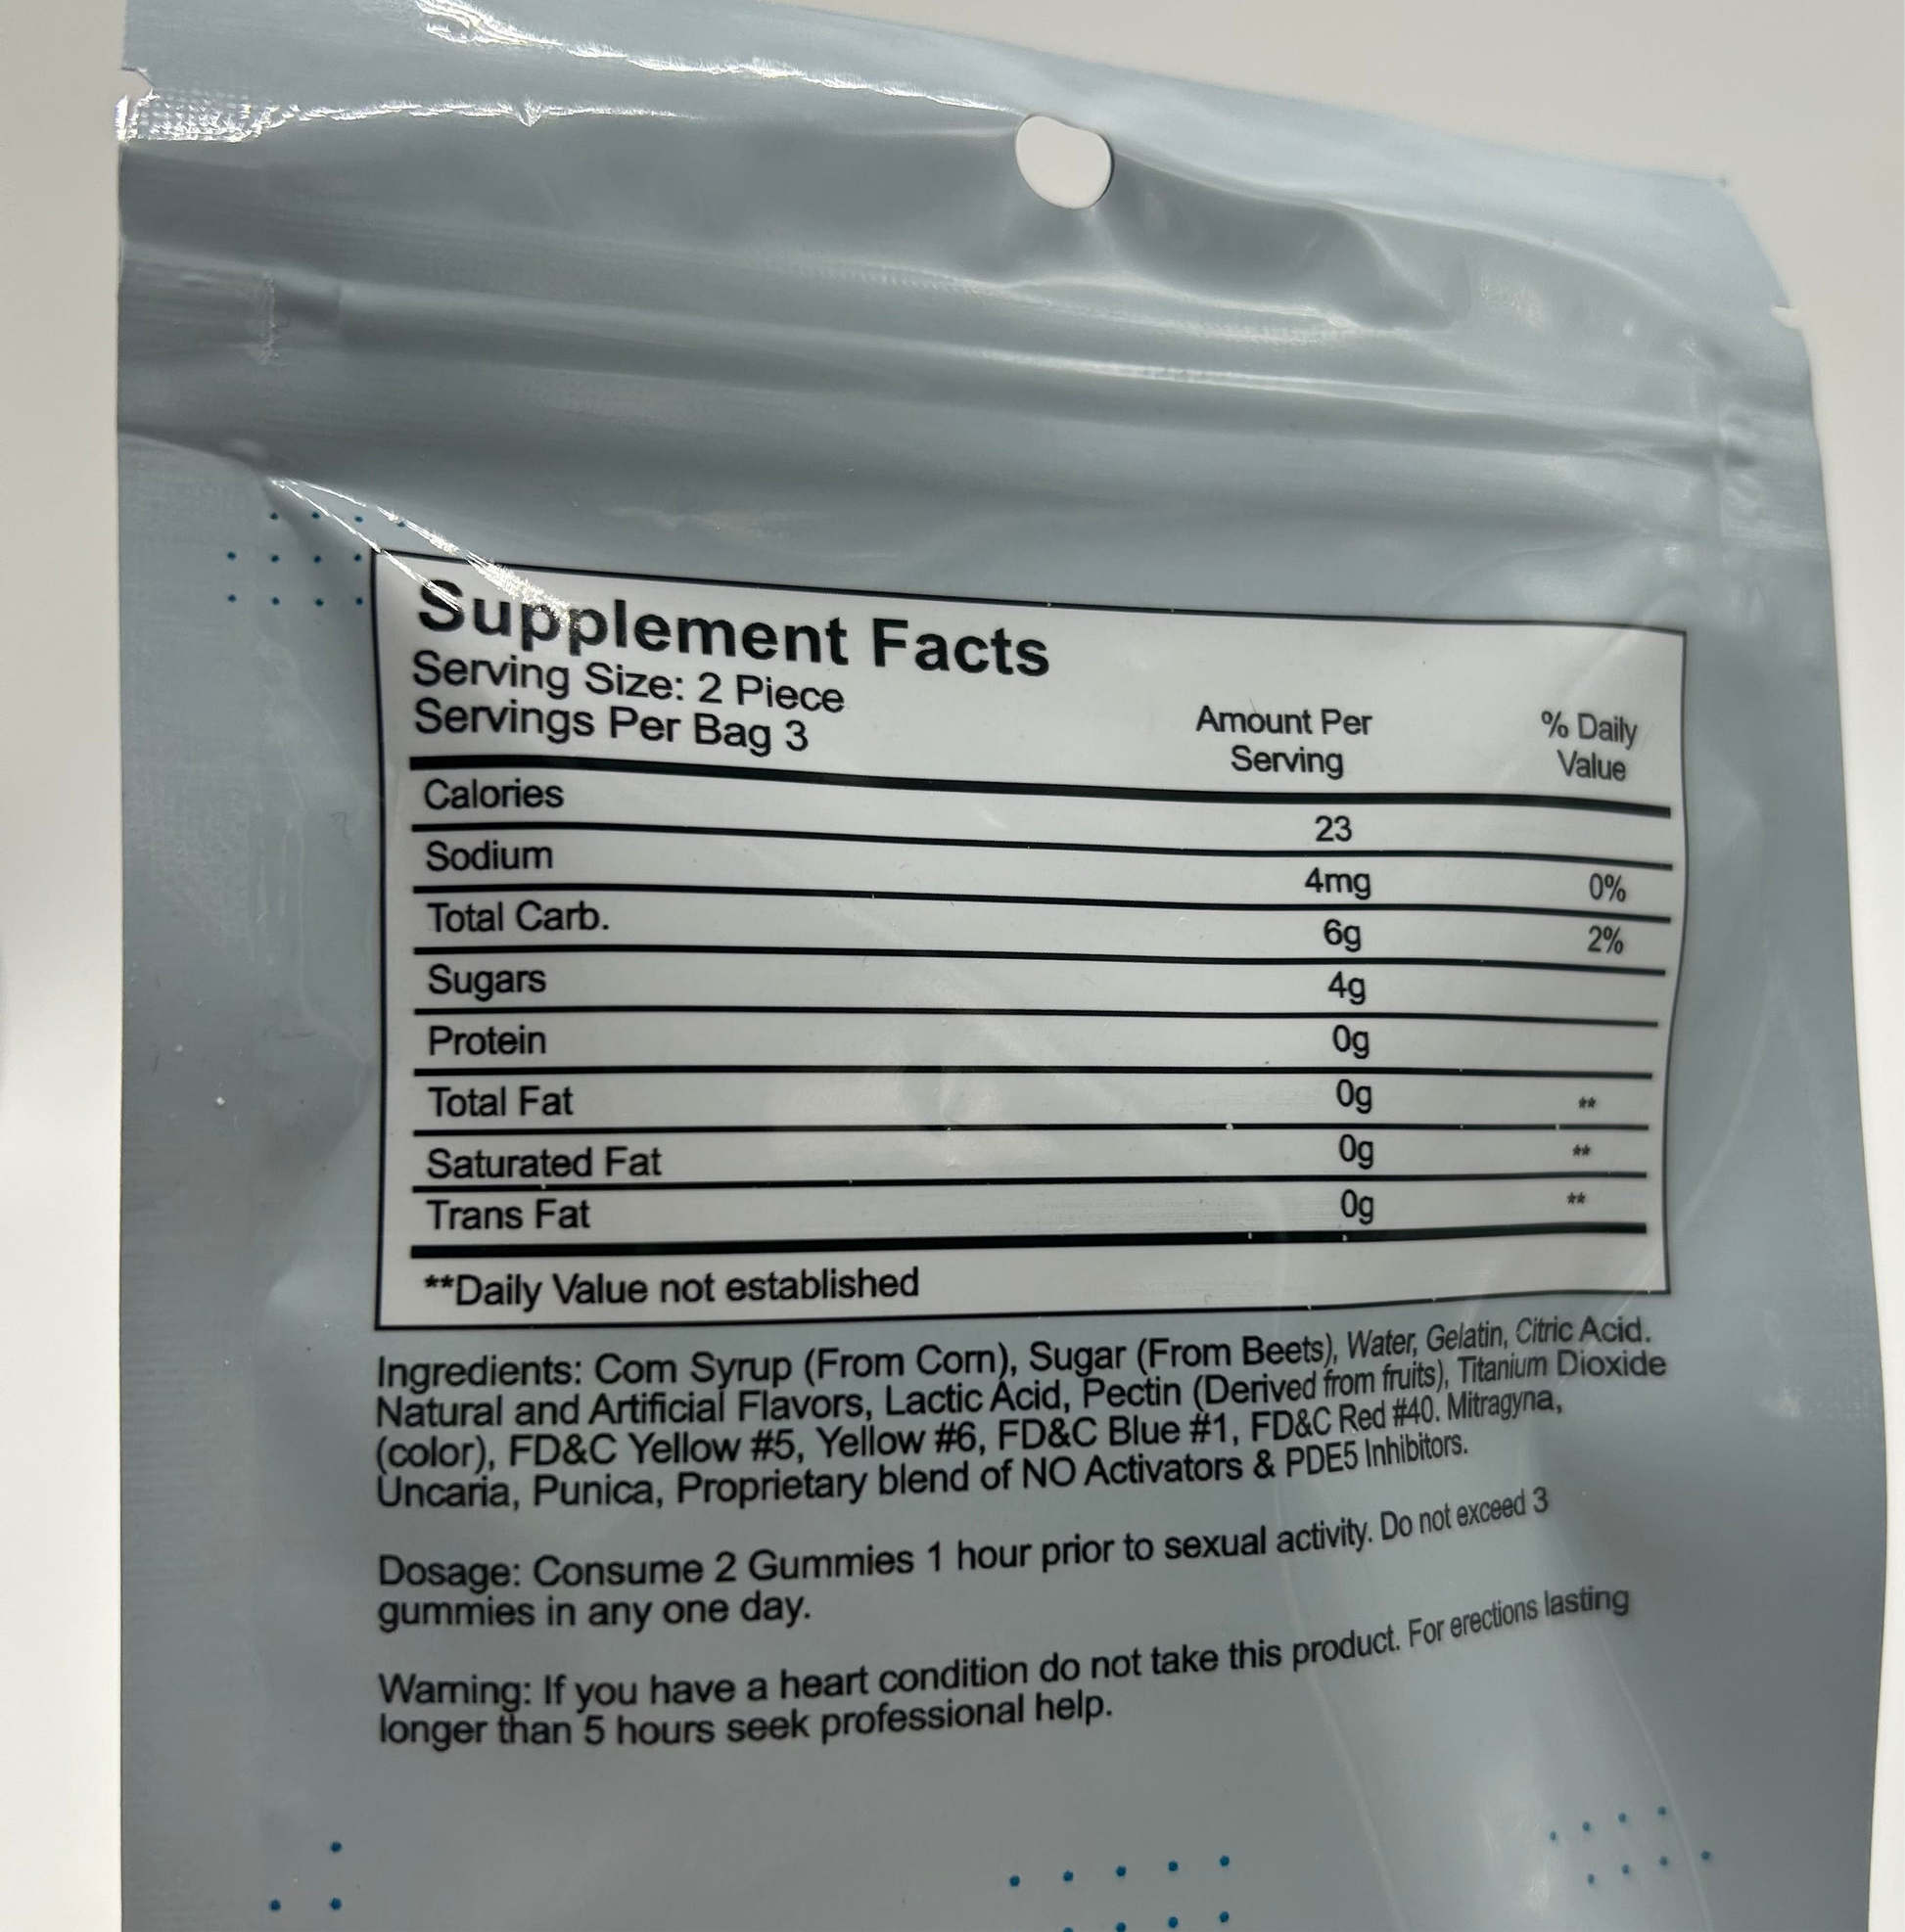 Supplement Facts
Serving Size: 2 Piece
Servings Per Bag 3
Amount Per
Serving
% Daily
Value
Calories 23
Sodium 4mg 0%
Total Carb. 6g 2%
Sugars 4g
Protein 0g
Total Fat 0g **
Saturated Fat 0g **
Trans Fat 0g **
**Daily Value not established
Ingredients: Corn Syrup (From Corn), Sugar (From Beets), Water, Gelatin, Citric Acid.
Natural and Artificial Flavors, Lactic Acid, Pectin (Derived from fruits), Titanium Dioxide
(color), FD&C Yellow #5, Yellow #6, FD&C Blue #1, FD&C Red #40. Mitragyna,
Uncaria, Punica, Proprietary blend of NO Activators & PDE5 Inhibitors.
Dosage: Consume 2 Gummies 1 hour prior to sexual activity. Do not exceed 3
gummies in any one day.
Warning: If you have a heart condition do not take this product. For erections lasting
longer than 5 hours seek professional help.